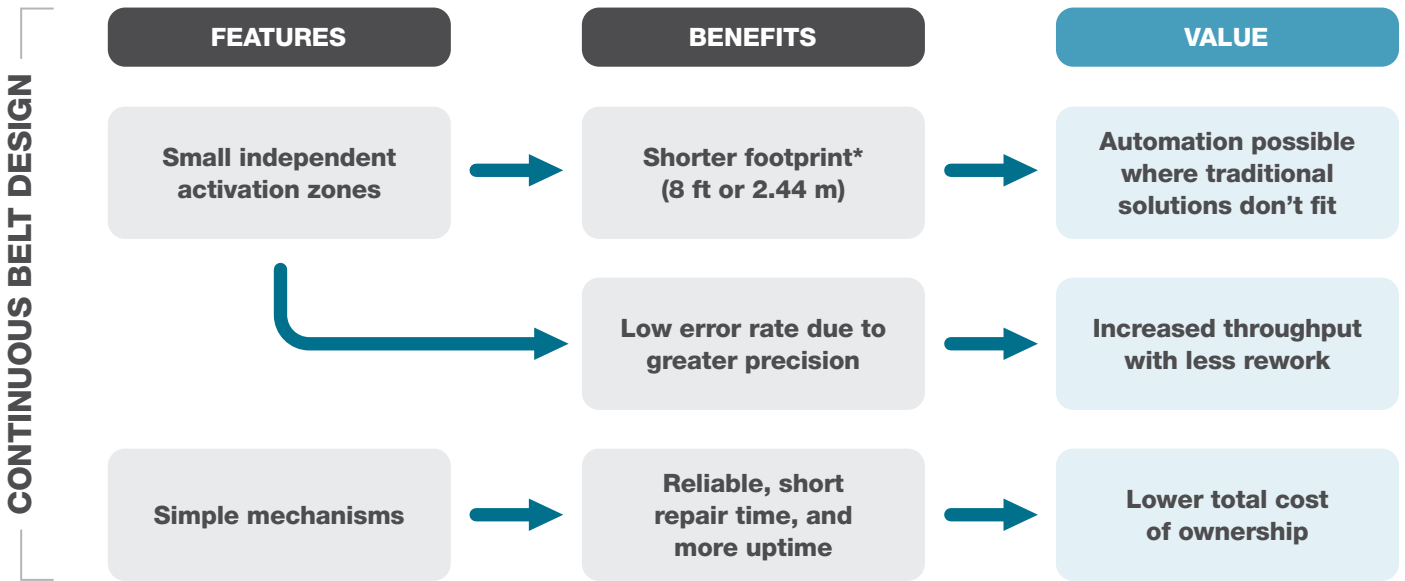 CONTINUOUS BELT DESIGN
FEATURES
BENEFITS
VALUE
Small independent
activation zones
Shorter footprint*
(8 ft or 2.44 m)
Automation possible
where traditional
solutions don’t fit
Low error rate due to
greater precision
Increased throughput
with less rework
Simple mechanisms
Reliable, short
repair time, and
more uptime
Lower total cost
of ownership